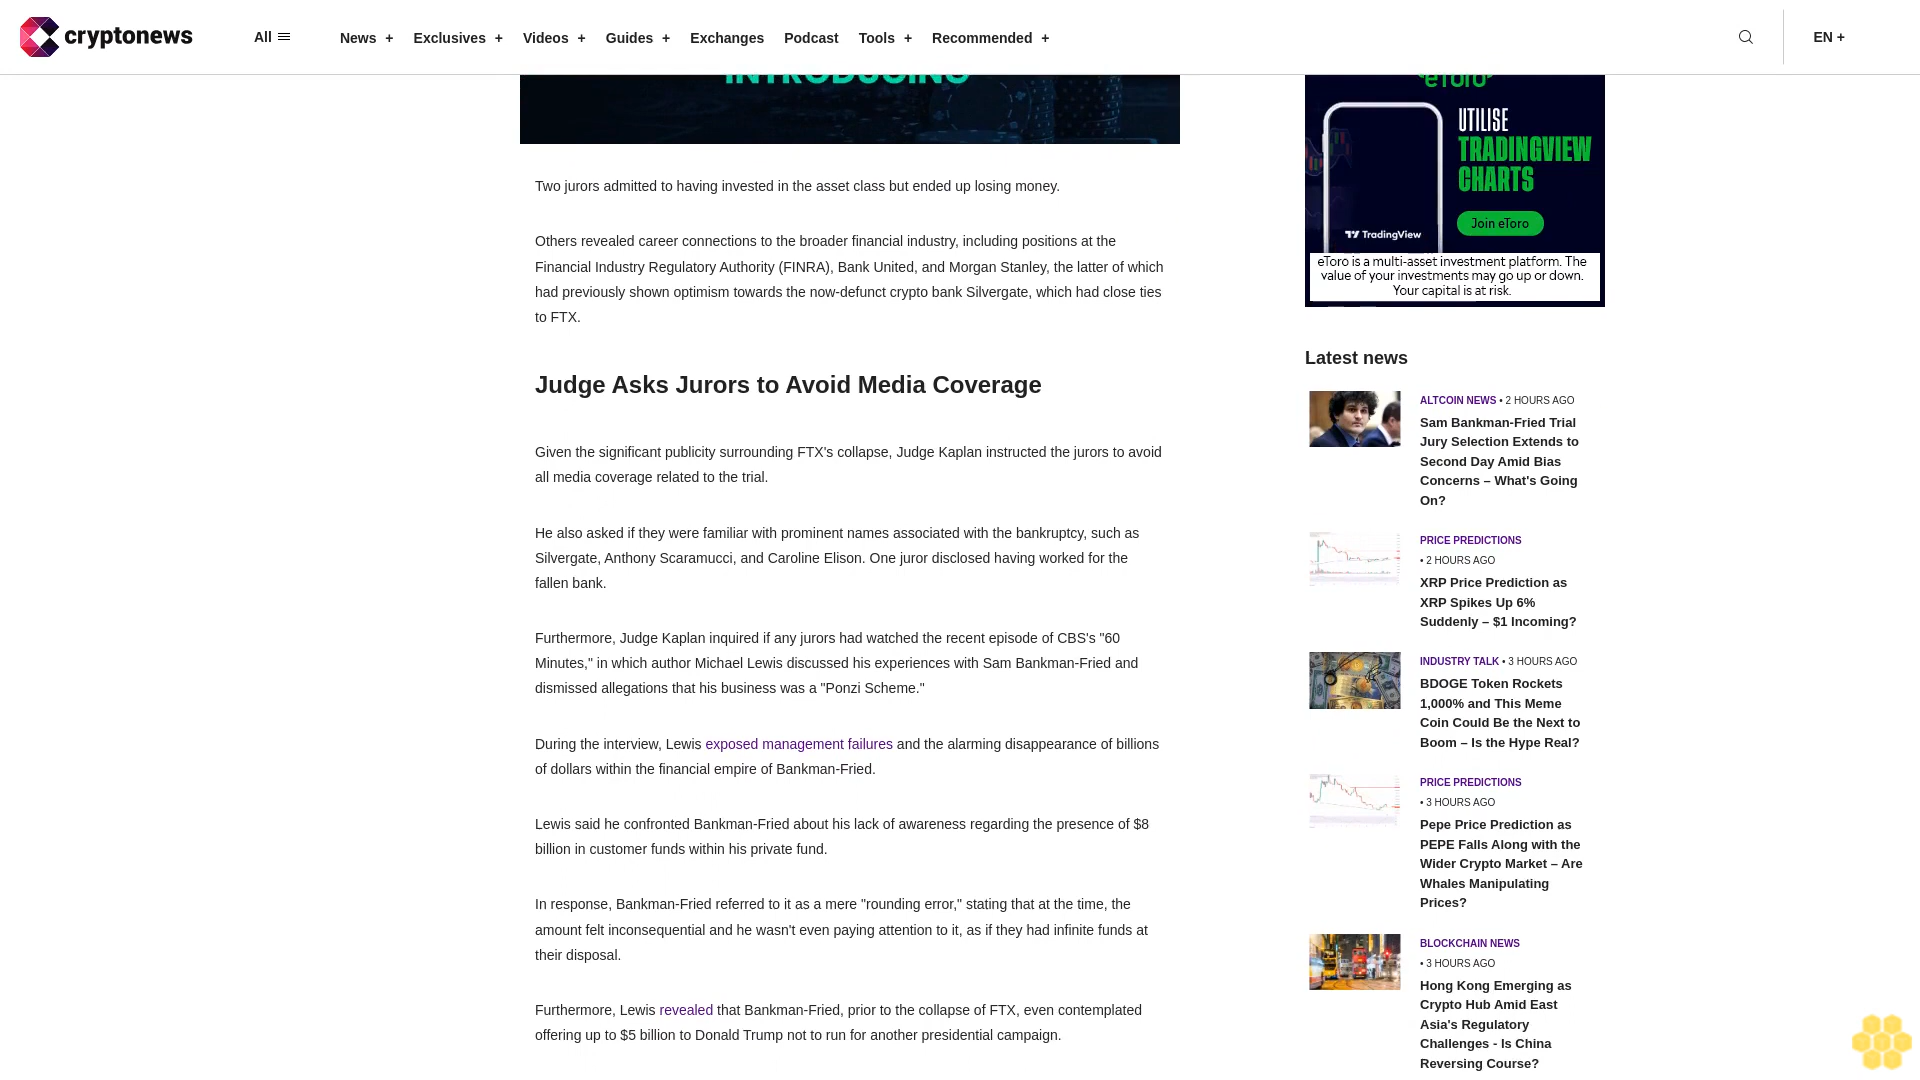 cryptonews
All
News +
Exclusives +
Videos +
Guides +
Exchanges
Podcast
Tools +
Recommended +
EN +
INTRODUCING
Two jurors admitted to having invested in the asset class but ended up losing money.
Others revealed career connections to the broader financial industry, including positions at the
Financial Industry Regulatory Authority (FINRA), Bank United, and Morgan Stanley, the latter of which
had previously shown optimism towards the now-defunct crypto bank Silvergate, which had close ties
to FTX.
Judge Asks Jurors to Avoid Media Coverage
Given the significant publicity surrounding FTX's collapse, Judge Kaplan instructed the jurors to avoid
all media coverage related to the trial.
He also asked if they were familiar with prominent names associated with the bankruptcy, such as
Silvergate, Anthony Scaramucci, and Caroline Elison. One juror disclosed having worked for the
fallen bank.
Furthermore, Judge Kaplan inquired if any jurors had watched the recent episode of CBS's "60
Minutes," in which author Michael Lewis discussed his experiences with Sam Bankman-Fried and
dismissed allegations that his business was a "Ponzi Scheme."
During the interview, Lewis exposed management failures and the alarming disappearance of billions
of dollars within the financial empire of Bankman-Fried.
Lewis said he confronted Bankman-Fried about his lack of awareness regarding the presence of $8
billion in customer funds within his private fund.
In response, Bankman-Fried referred to it as a mere "rounding error," stating that at the time, the
amount felt inconsequential and he wasn't even paying attention to it, as if they had infinite funds at
their disposal.
Furthermore, Lewis revealed that Bankman-Fried, prior to the collapse of FTX, even contemplated
offering up to $5 billion to Donald Trump not to run for another presidential campaign.
eToro
UTILISE
TRADINGVIEW
CHARTS
Join eToro
TradingView
eToro is a multi-asset investment platform. The
value of your investments may go up or down.
Your capital is at risk.
Latest news
ALTCOIN NEWS • 2 HOURS AGO
Sam Bankman-Fried Trial
Jury Selection Extends to
Second Day Amid Bias
Concerns – What's Going
On?
PRICE PREDICTIONS
• 2 HOURS AGO
XRP Price Prediction as
XRP Spikes Up 6%
Suddenly – $1 Incoming?
INDUSTRY TALK • 3 HOURS AGO
BDOGE Token Rockets
1,000% and This Meme
Coin Could Be the Next to
Boom – Is the Hype Real?
PRICE PREDICTIONS
• 3 HOURS AGO
Pepe Price Prediction as
PEPE Falls Along with the
Wider Crypto Market – Are
Whales Manipulating
Prices?
BLOCKCHAIN NEWS
• 3 HOURS AGO
Hong Kong Emerging as
Crypto Hub Amid East
Asia's Regulatory
Challenges - Is China
Reversing Course?